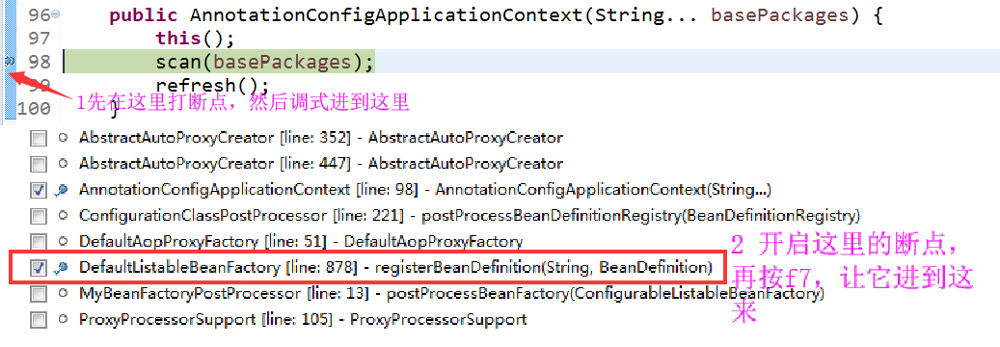 96 public AnnotationConfigApplicationContext(String... basePackages) {
97 this();
98 scan(basePackages);
99 refresh();
100 }
1先在这里打断点,然后调式进到这里
AbstractAutoProxyCreator [line: 352] - AbstractAutoProxyCreator
AbstractAutoProxyCreator [line: 447] - AbstractAutoProxyCreator
AnnotationConfigApplicationContext [line: 98] - AnnotationConfigApplicationContext(String...)
ConfigurationClassPostProcessor [line: 221] - postProcessBeanDefinitionRegistry(BeanDefinitionRegistry)
DefaultAopProxyFactory [line: 51] - DefaultAopProxyFactory
DefaultListableBeanFactory [line: 878] - registerBeanDefinition(String, BeanDefinition)
MyBeanFactoryPostProcessor [line: 13] - postProcessBeanFactory(ConfigurableListableBeanFactory)
ProxyProcessorSupport [line: 105] - ProxyProcessorSupport
2 开启这里的断点,
再按f7,让它进到这
来